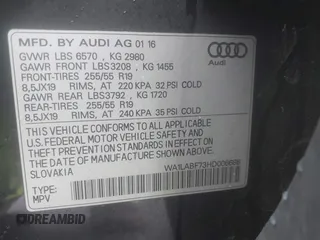 MFD. BY AUDI AG 01 16
GVWR LBS 6570 , KG 2980
GAWR FRONT LBS3208 , KG 1455
FRONT-TIRES 255/55 R19
8,5JX19 RIMS, AT 220 KPA 32 PSI COLD
GAWR REAR LBS3792 , KG 1720
REAR-TIRES 255/55 R19
8,5JX19 RIMS, AT 240 KPA 35 PSI COLD
THIS VEHICLE CONFORMS TO ALL APPLICABLE
U.S.FEDERAL MOTOR VEHICLE SAFETY AND THEFT
PREVENTION STANDARDS IN EFFECT ON THE DATE
OF MANUFACTURE SHOWN ABOVE.
SLOVAKIA
TYPE:
MPV
Audi
DREAMBID